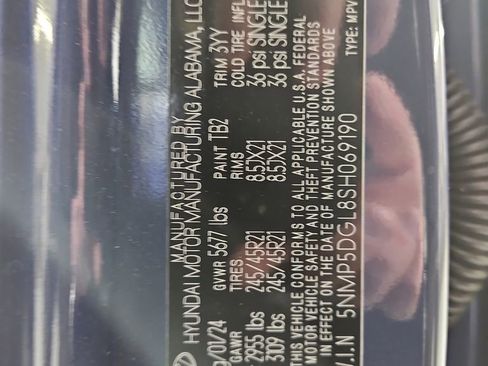 MANUFACTURED BY
HYUNDAI MOTOR MANUFACTURING ALABAMA, LLC
9/01/24 GVWR 5677 lbs PAINT TB2 TRIM 3YY
GAWR TIRES RIMS COLD TIRE INFL
2955 lbs 245/45R21 8.5JX21 36 psi SINGLE
3109 lbs 245/45R21 8.5JX21 36 psi SINGLE
THIS VEHICLE CONFORMS TO ALL APPLICABLE U.S.A. FEDERAL
MOTOR VEHICLE SAFETY AND THEFT PREVENTION STANDARDS
IN EFFECT ON THE DATE OF MANUFACTURE SHOWN ABOVE
V.I.N 5NMP5DGL8SH069190 TYPE: MPV